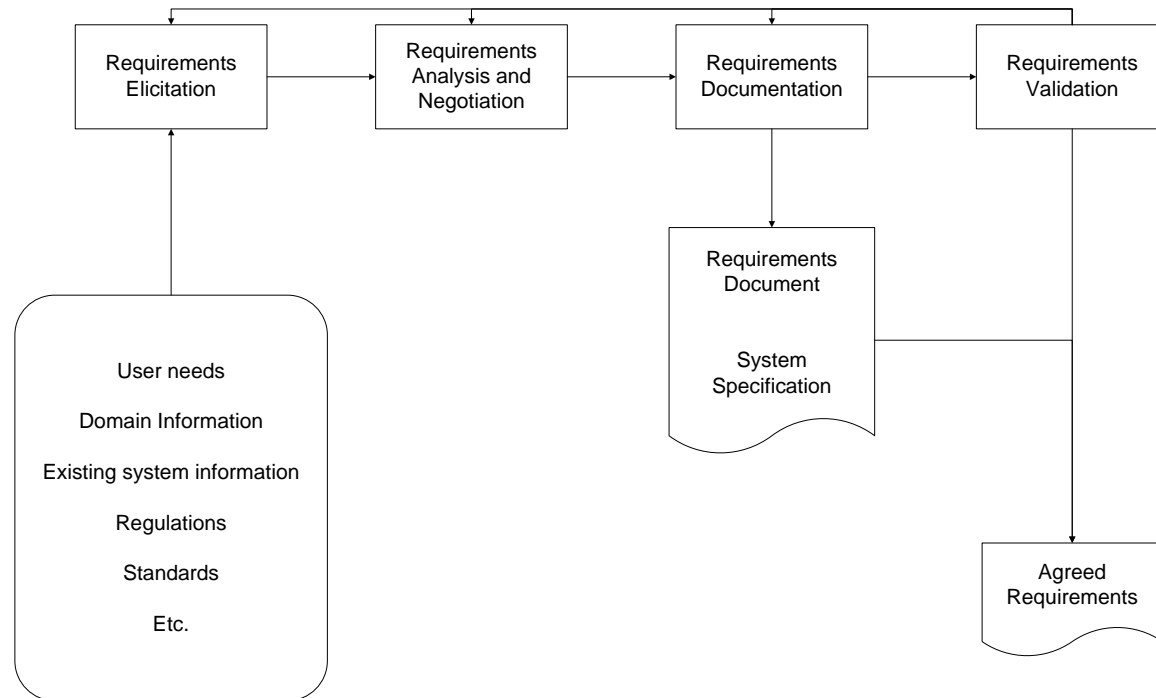 Requirements
Elicitation
Requirements
Analysis and
Negotiation
Requirements
Documentation
Requirements
Validation
Requirements
Document
System
Specification
User needs
Domain Information
Existing system information
Regulations
Standards
Etc.
Agreed
Requirements